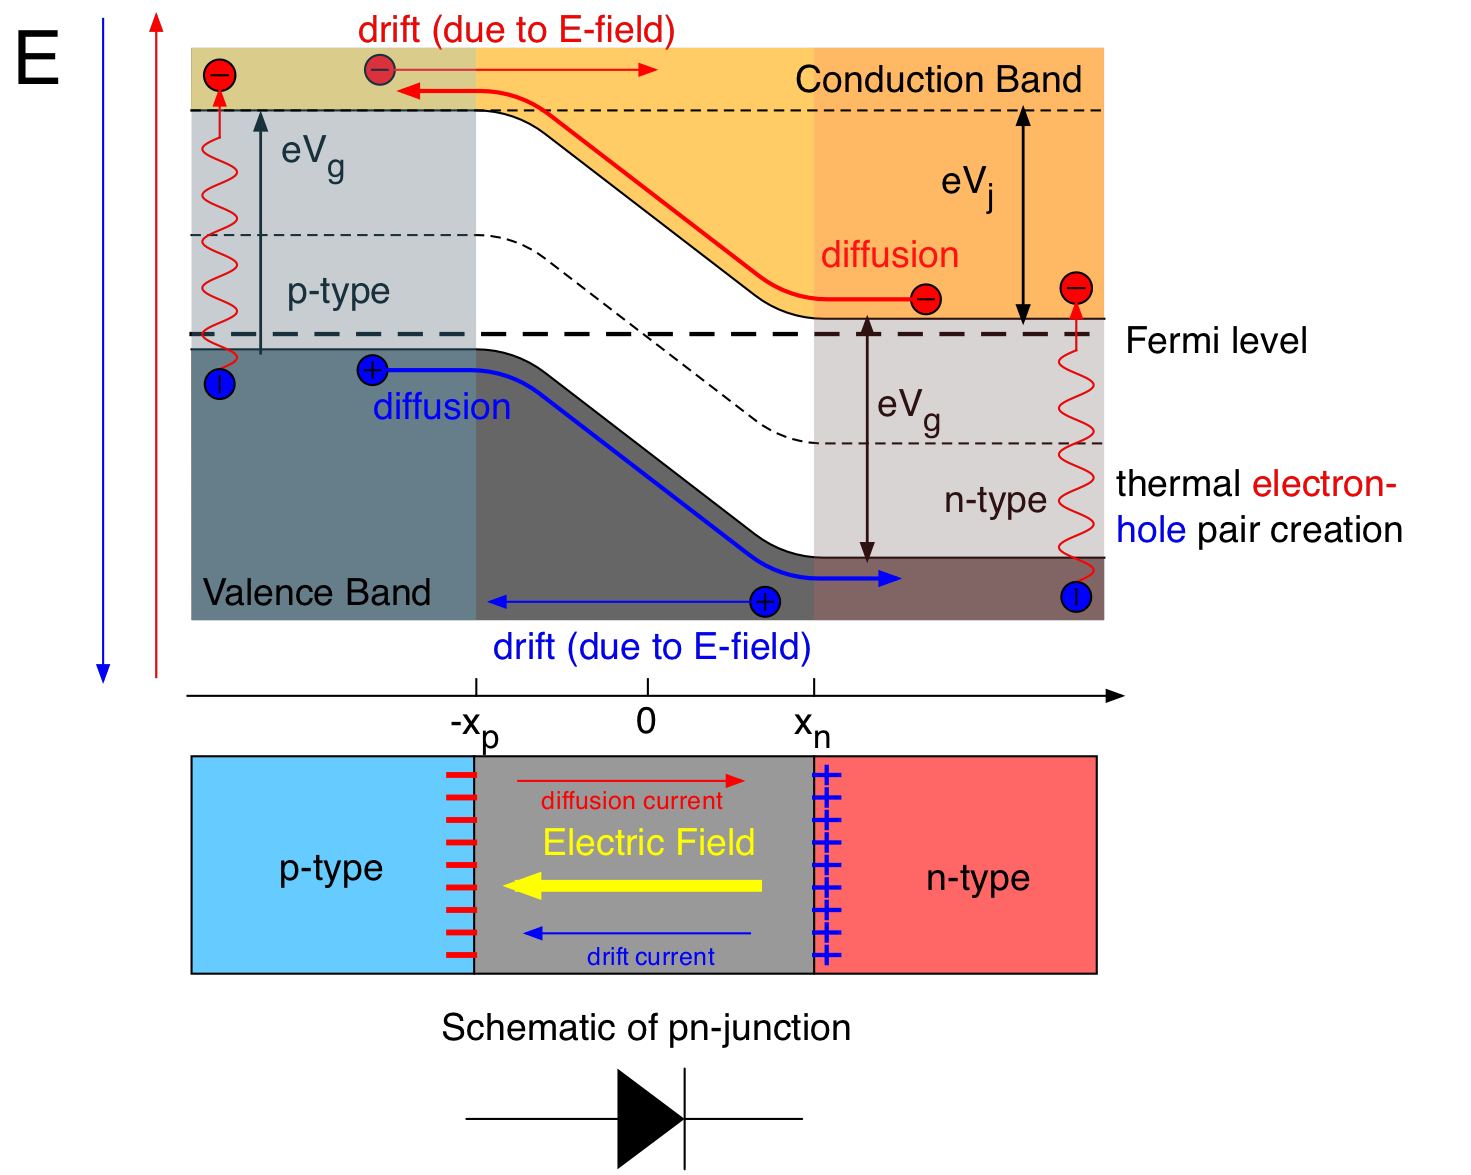 E
drift (due to E-field)
Conduction Band
eVg
eVj
p-type
diffusion
Fermi level
diffusion
eVg
n-type
thermal electron-
hole pair creation
Valence Band
drift (due to E-field)
-xp
0
xn
diffusion current
Electric Field
p-type
n-type
drift current
Schematic of pn-junction